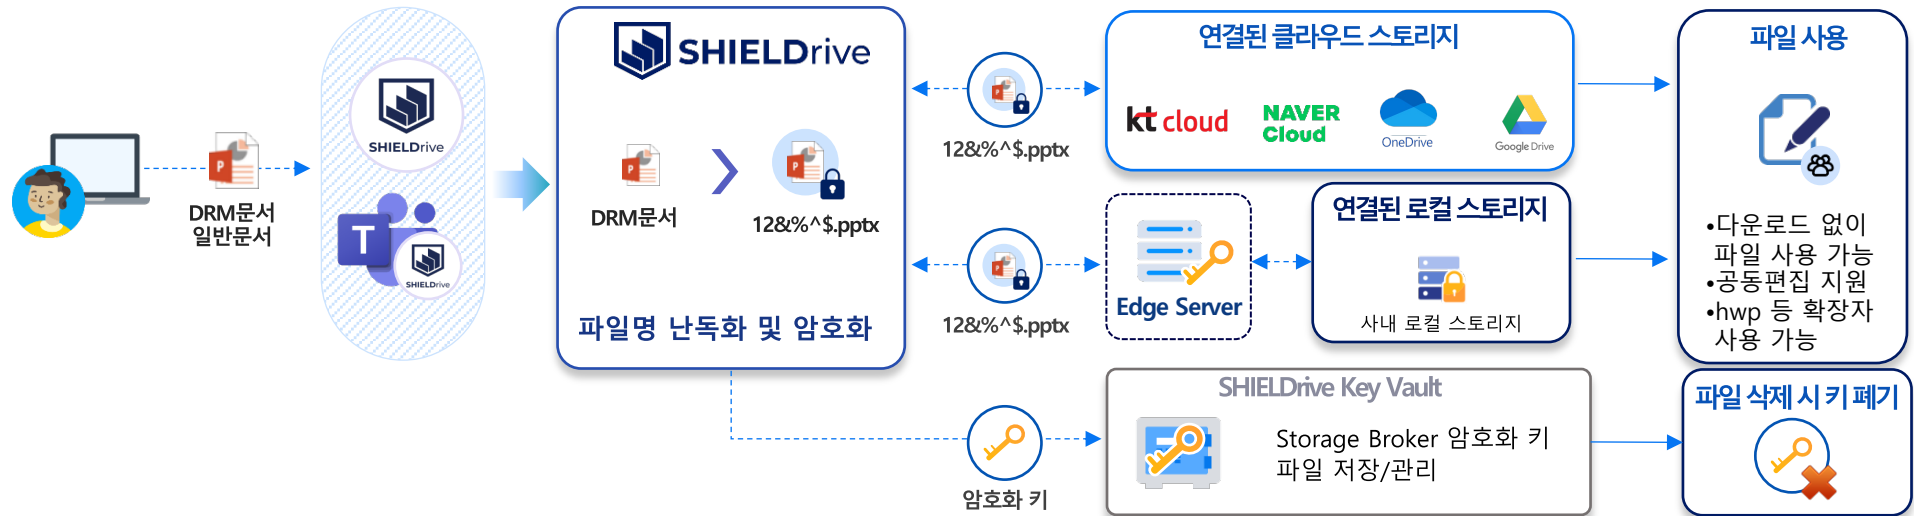 DRM문서
일반문서
SHIELDrive
T
SHIELDrive
SHIELDrive
P
DRM문서
P
12&%^$.pptx
파일명 난독화 및 암호화
12&%^$.pptx
12&%^$.pptx
암호화 키
연결된 클라우드 스토리지
kt cloud
NAVER
Cloud
OneDrive
Google Drive
Edge Server
연결된 로컬 스토리지
사내 로컬 스토리지
SHIELDrive Key Vault
Storage Broker 암호화 키
파일 저장/관리
파일 사용
•다운로드 없이
파일 사용 가능
•공동편집 지원
•hwp 등 확장자
사용 가능
파일 삭제 시 키 폐기